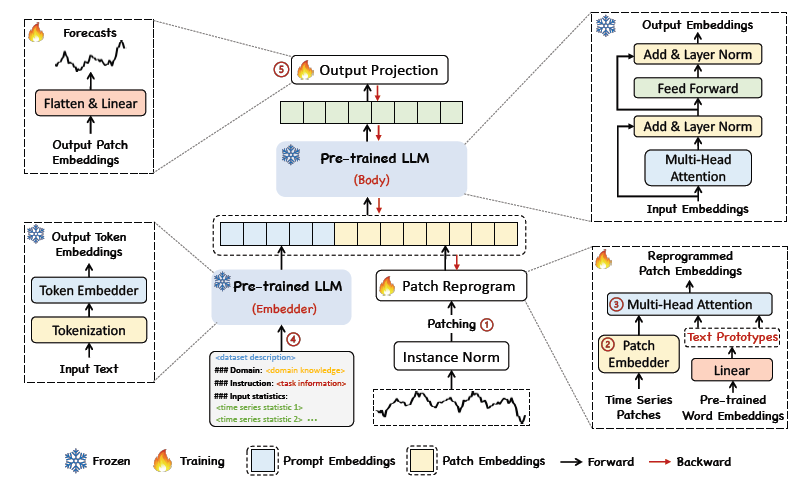 Forecasts
Flatten & Linear
Output Patch
Embeddings
⑤ Output Projection
Pre-trained LLM
(Body)
Output Embeddings
Add & Layer Norm
Feed Forward
Add & Layer Norm
Multi-Head
Attention
Input Embeddings
Output Token
Embeddings
Token Embedder
Tokenization
Input Text
Pre-trained LLM
(Embedder)
④
<dataset description>
### Domain: <domain knowledge>
### Instruction: <task information>
### Input statistics:
<time series statistic 1>
<time series statistic 2> ...
Patch Reprogram
Patching ①
Instance Norm
Reprogrammed
Patch Embeddings
③ Multi-Head Attention
② Patch
Embedder
Text Prototypes
Linear
Time Series
Patches
Pre-trained
Word Embeddings
Frozen
Training
Prompt Embeddings
Patch Embeddings
Forward
Backward